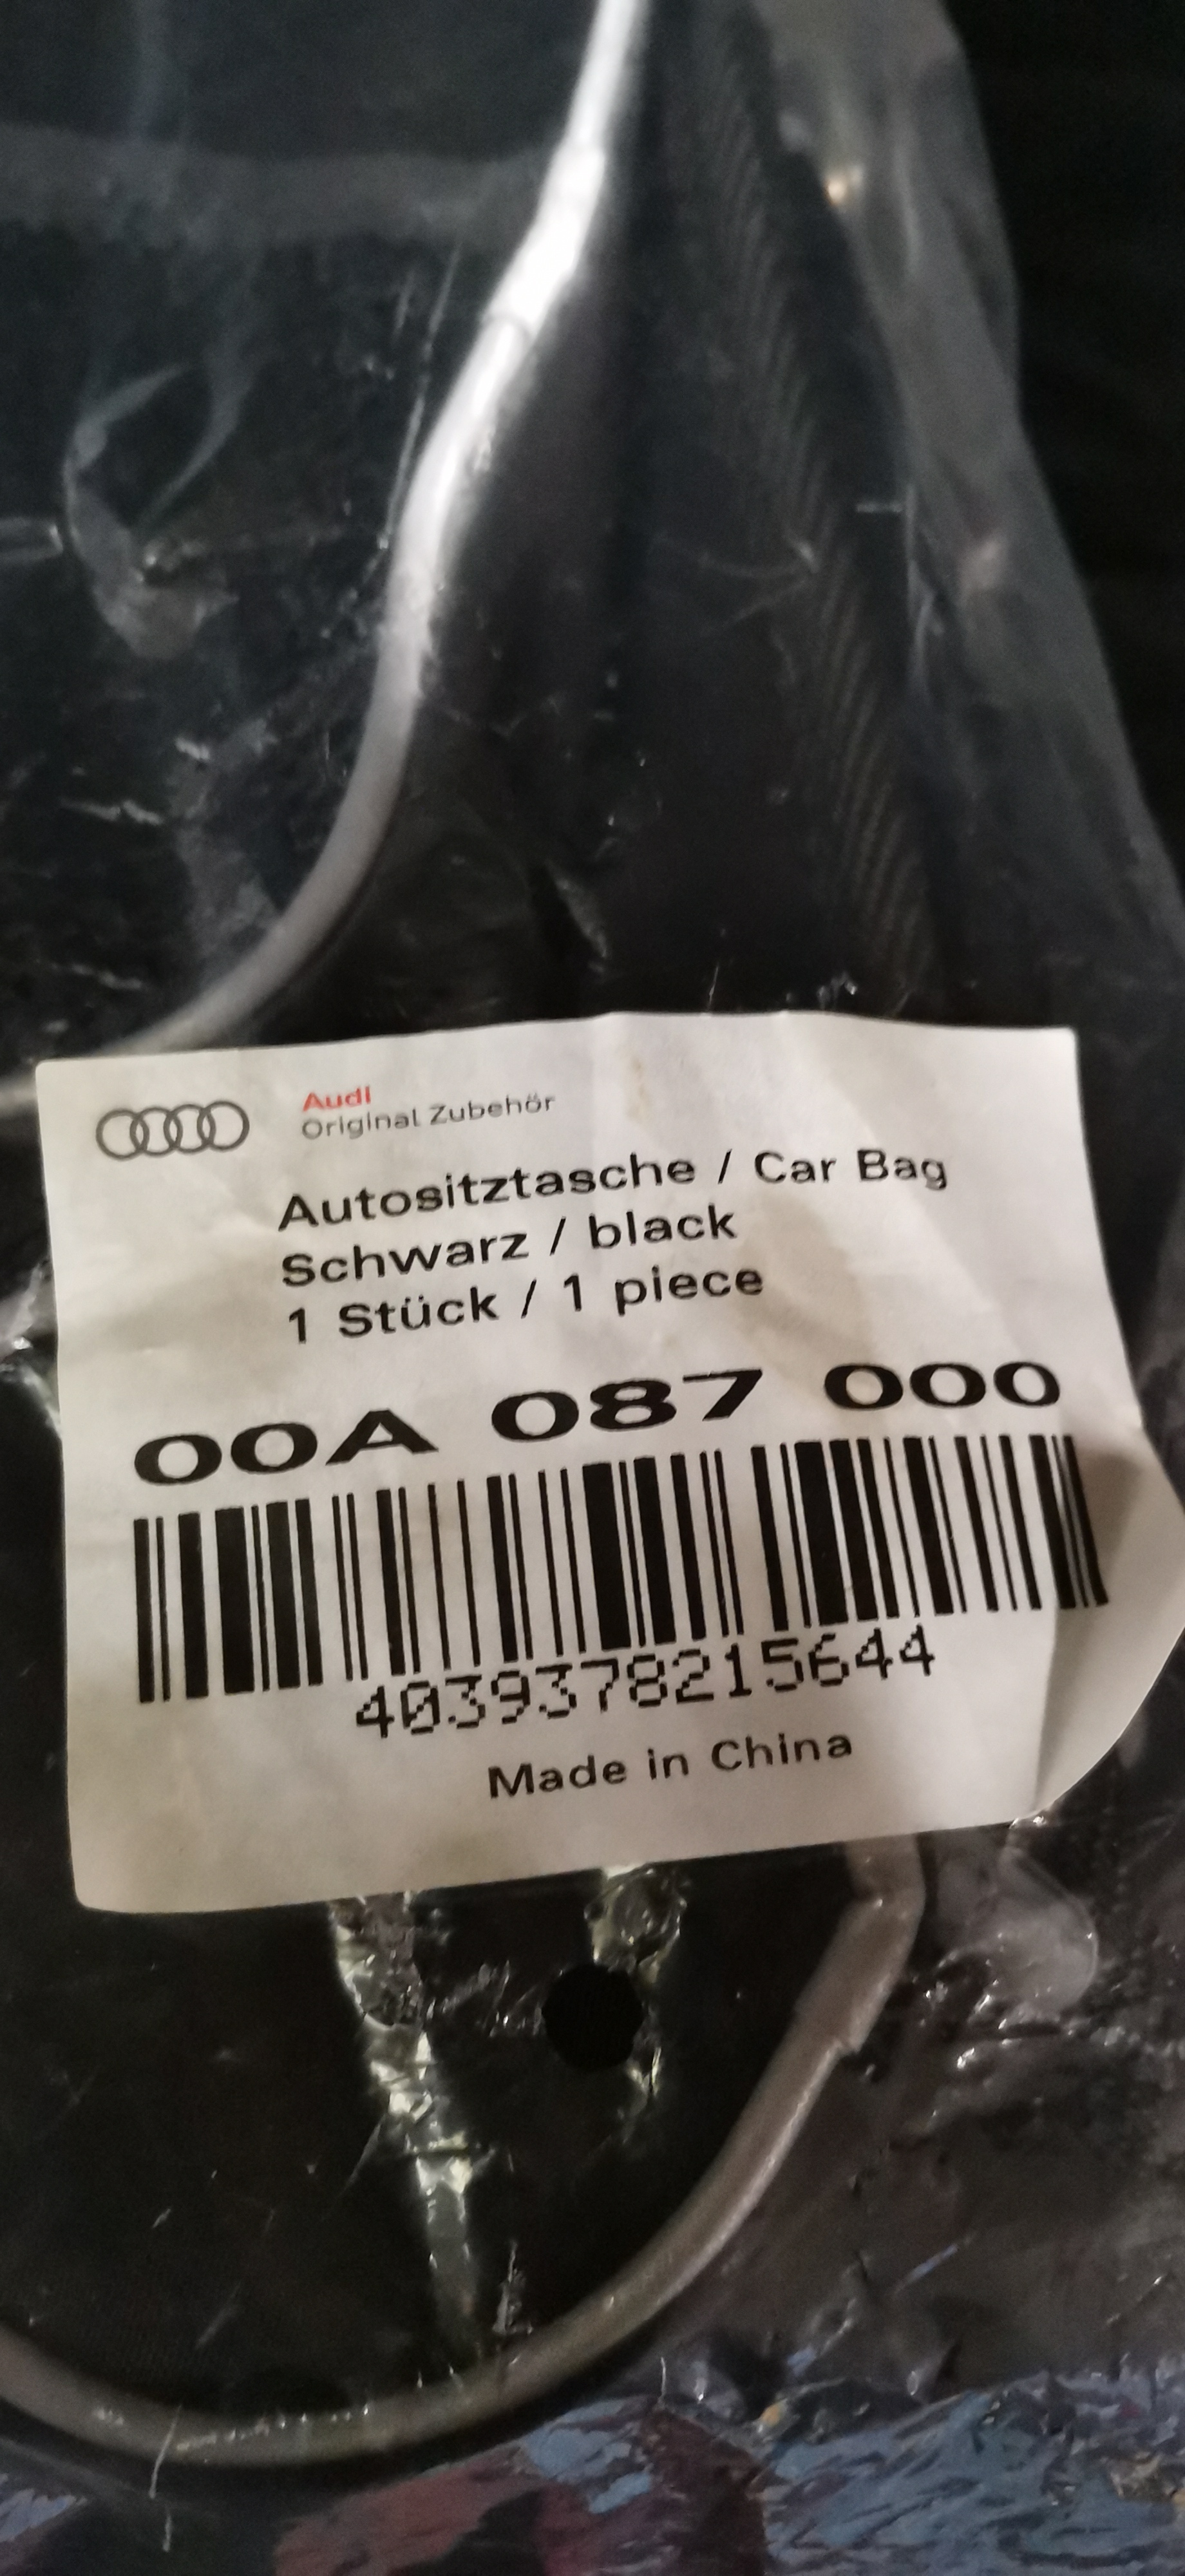 Audi
Original Zubehör
Autositztasche / Car Bag
Schwarz / black
1 Stück / 1 piece
00A 087 000
4039378215644
Made in China